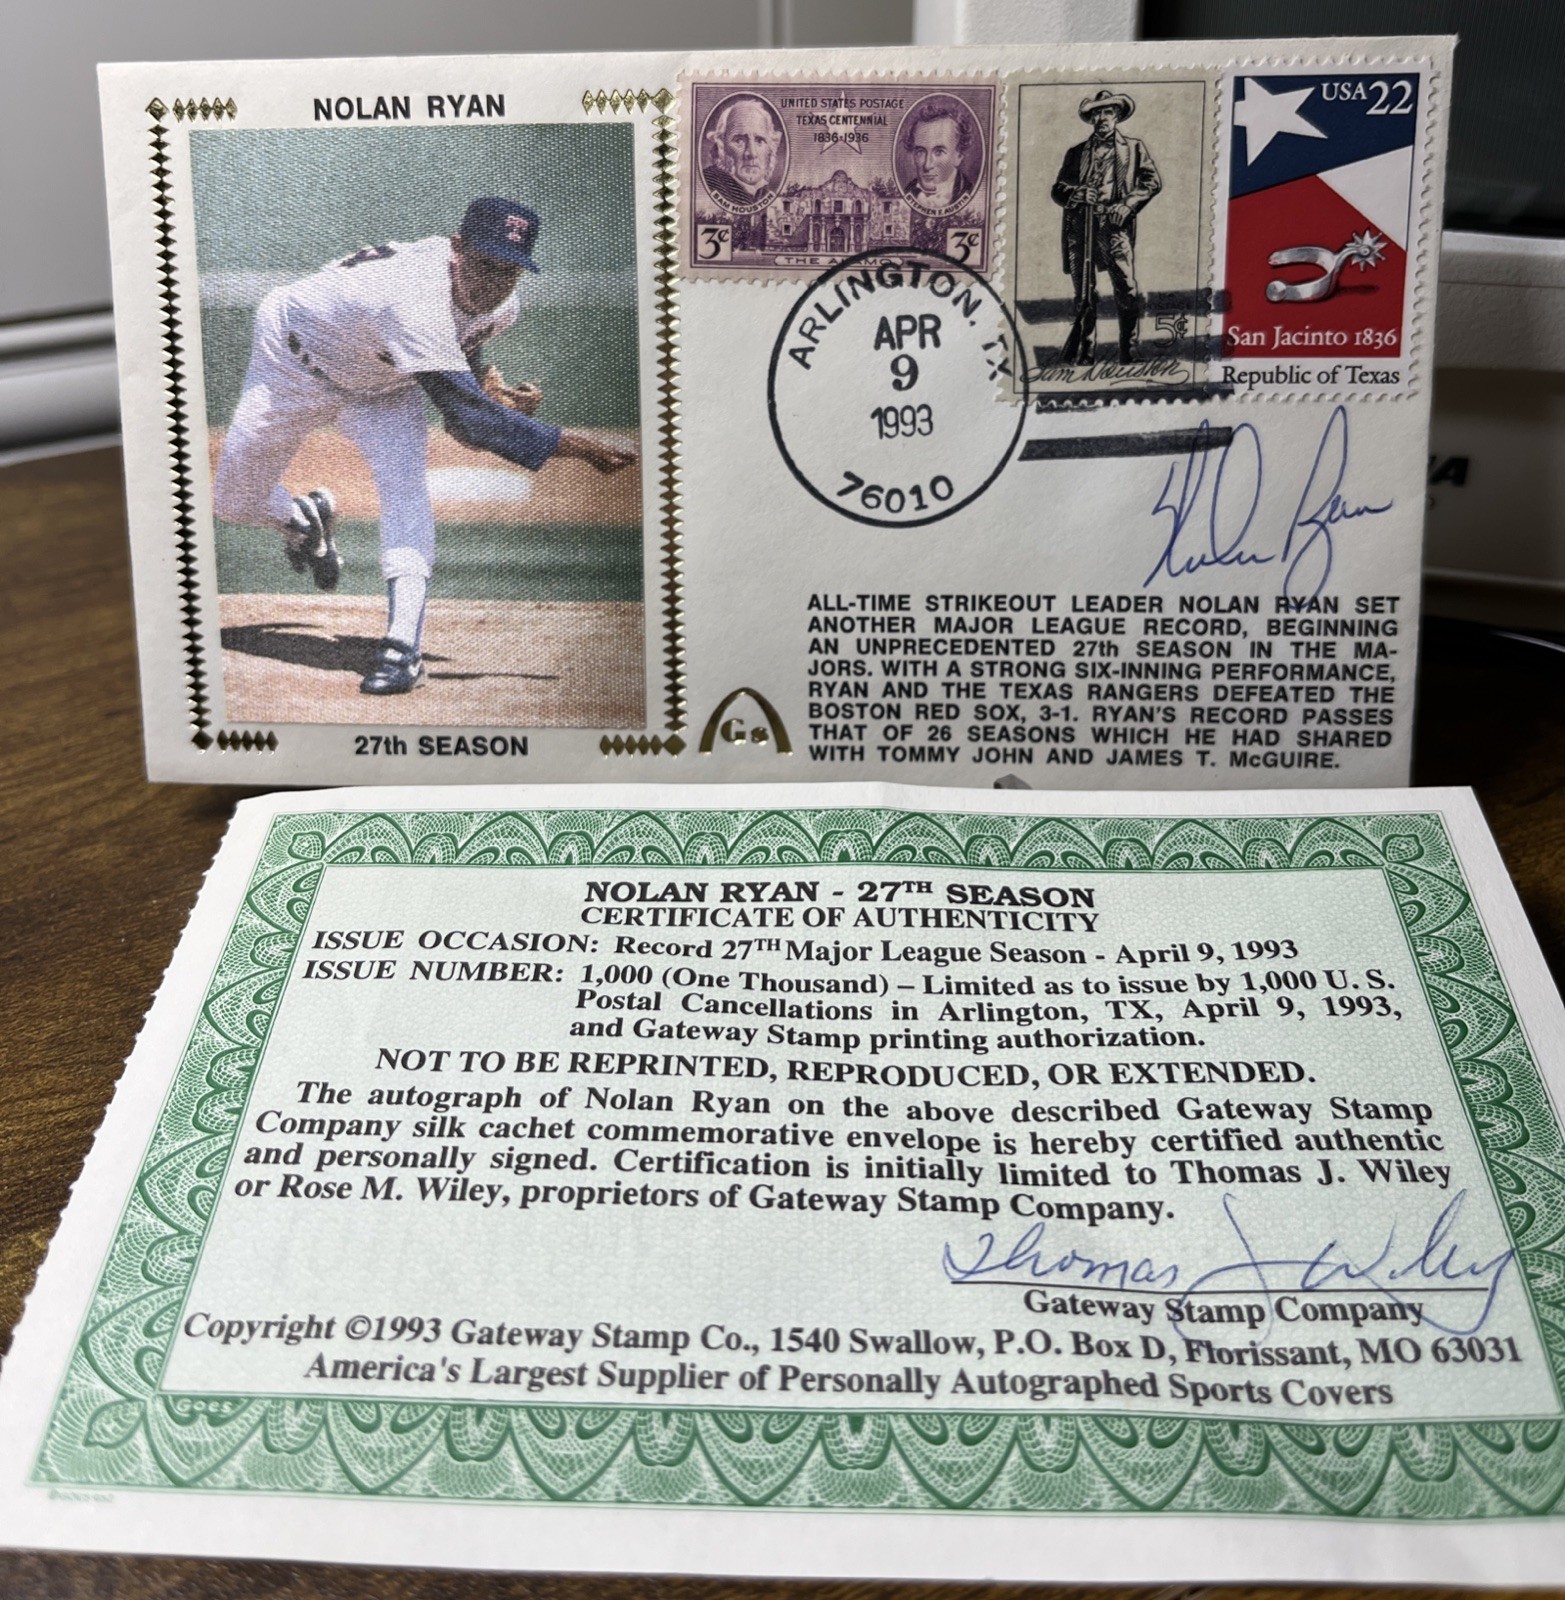 NOLAN RYAN
27th SEASON
UNITED STATES POSTAGE
TEXAS CENTENNIAL
1836-1936
SAM HOUSTON
STEPHEN F. AUSTIN
3¢
3¢
THE ALAMO
5¢
Sam Houston
USA 22
San Jacinto 1836
Republic of Texas
ARLINGTON, TX
APR
9
1993
76010
Nolan Ryan
Gs
ALL-TIME STRIKEOUT LEADER NOLAN RYAN SET
ANOTHER MAJOR LEAGUE RECORD, BEGINNING
AN UNPRECEDENTED 27th SEASON IN THE MA-
JORS. WITH A STRONG SIX-INNING PERFORMANCE,
RYAN AND THE TEXAS RANGERS DEFEATED THE
BOSTON RED SOX, 3-1. RYAN'S RECORD PASSES
THAT OF 26 SEASONS WHICH HE HAD SHARED
WITH TOMMY JOHN AND JAMES T. McGUIRE.
NOLAN RYAN - 27TH SEASON
CERTIFICATE OF AUTHENTICITY
ISSUE OCCASION: Record 27TH Major League Season - April 9, 1993
ISSUE NUMBER: 1,000 (One Thousand) – Limited as to issue by 1,000 U. S.
Postal Cancellations in Arlington, TX, April 9, 1993,
and Gateway Stamp printing authorization.
NOT TO BE REPRINTED, REPRODUCED, OR EXTENDED.
The autograph of Nolan Ryan on the above described Gateway Stamp
Company silk cachet commemorative envelope is hereby certified authentic
and personally signed. Certification is initially limited to Thomas J. Wiley
or Rose M. Wiley, proprietors of Gateway Stamp Company.
Thomas J Wiley
Gateway Stamp Company
Copyright ©1993 Gateway Stamp Co., 1540 Swallow, P.O. Box D, Florissant, MO 63031
America's Largest Supplier of Personally Autographed Sports Covers
GOES